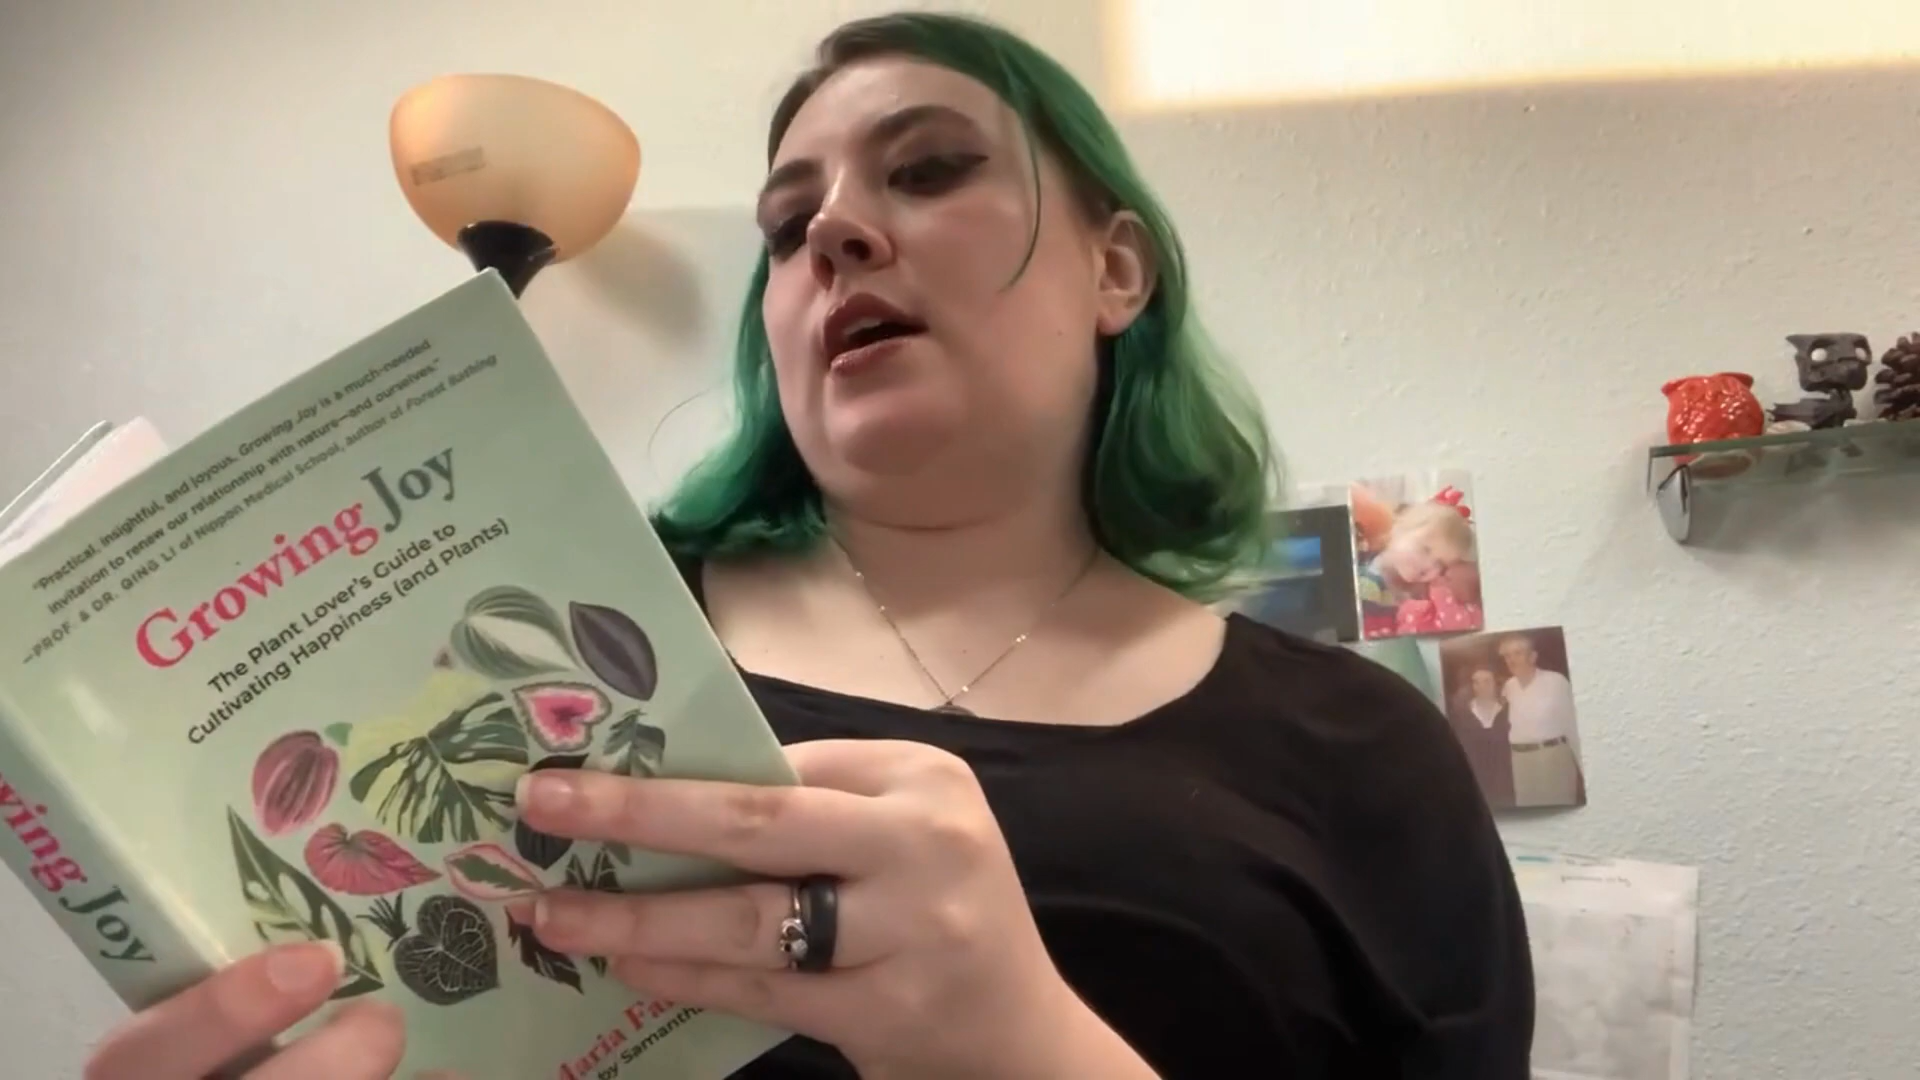 "Practical, insightful, and joyous. Growing Joy is a much-needed
invitation to renew our relationship with nature—and ourselves."
—PROF. & DR. QING LI of Nippon Medical School, author of Forest Bathing
Growing Joy
The Plant Lover's Guide to
Cultivating Happiness (and Plants)
Maria
by Samantha
wing Joy